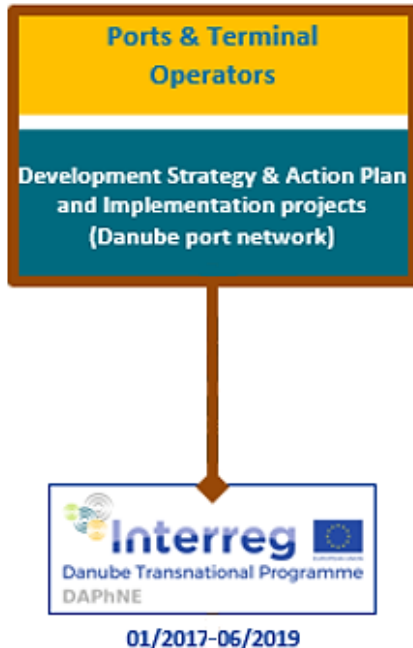 Ports & Terminal
Operators
Development Strategy & Action Plan
and Implementation projects
(Danube port network)
Interreg
Danube Transnational Programme
DAPhNE
01/2017-06/2019